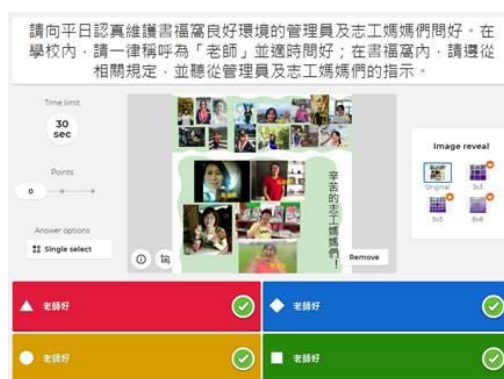 請向平日認真維護書福窩良好環境的管理員及志工媽媽們問好。在
學校內，請一律稱呼為「老師」並適時問好；在書福窩內，請遵從
相關規定，並聽從管理員及志工媽媽們的指示。
Time limit
30
sec
Points
0
Answer options
Single select
辛苦的志工媽媽們！
Remove
Image reveal
Original
3x3
5x5
8x8
老師好
老師好
老師好
老師好